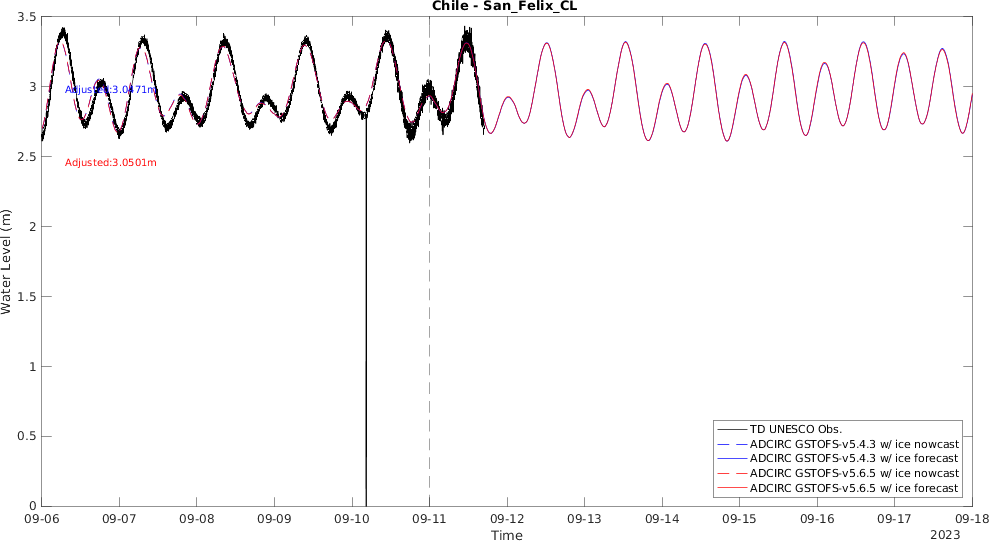 Chile - San_Felix_CL
3.5
3
2.5
2
1.5
1
0.5
0
Water Level (m)
Adjusted:3.0471m
Adjusted:3.0501m
TD UNESCO Obs.
ADCIRC GSTOFS-v5.4.3 w/ ice nowcast
ADCIRC GSTOFS-v5.4.3 w/ ice forecast
ADCIRC GSTOFS-v5.6.5 w/ ice nowcast
ADCIRC GSTOFS-v5.6.5 w/ ice forecast
09-06 09-07 09-08 09-09 09-10 09-11 09-12 09-13 09-14 09-15 09-16 09-17 09-18
Time
2023